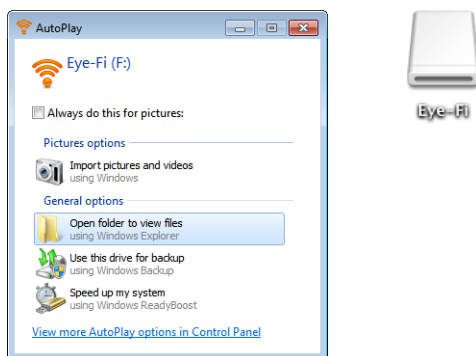 AutoPlay
Eye-Fi (F:)
Always do this for pictures:
Pictures options
Import pictures and videos
using Windows
General options
Open folder to view files
using Windows Explorer
Use this drive for backup
using Windows Backup
Speed up my system
using Windows ReadyBoost
View more AutoPlay options in Control Panel
Eye-Fi